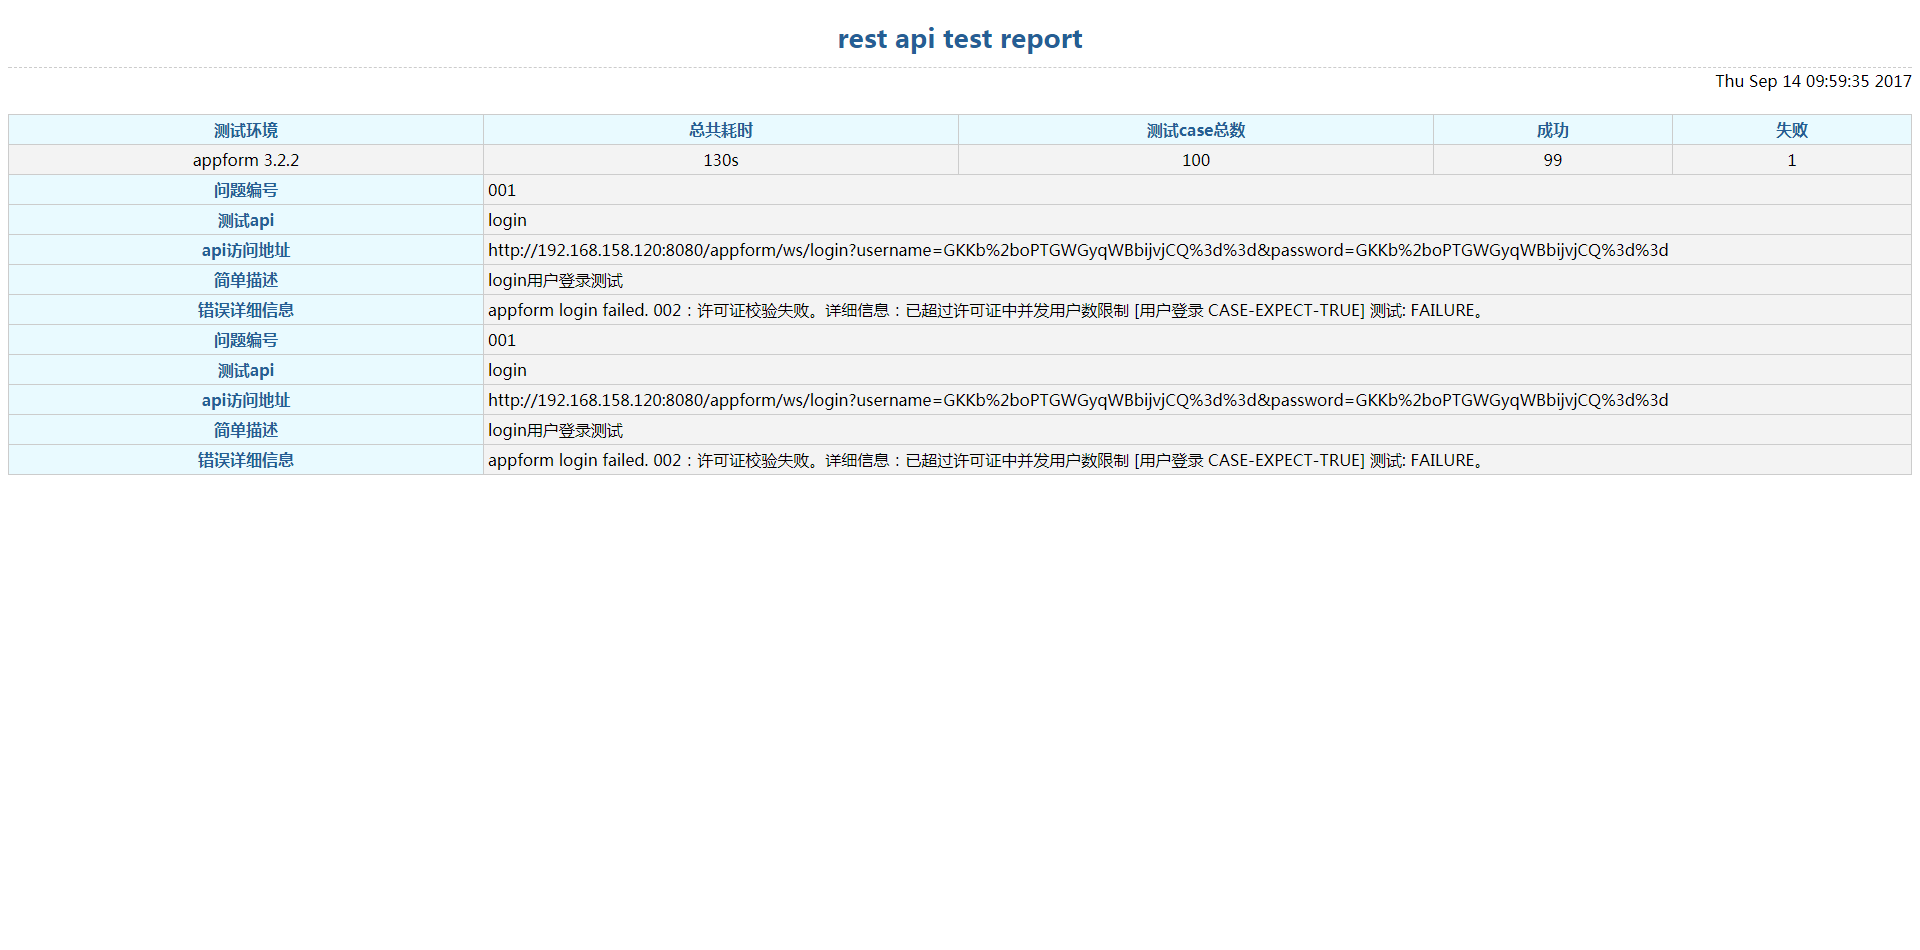 rest api test report
Thu Sep 14 09:59:35 2017
测试环境 总共耗时 测试case总数 成功 失败
appform 3.2.2 130s 100 99 1
问题编号 001
测试api login
api访问地址 http://192.168.158.120:8080/appform/ws/login?username=GKKb%2boPTGWGyqWBbijvjCQ%3d%3d&password=GKKb%2boPTGWGyqWBbijvjCQ%3d%3d
简单描述 login用户登录测试
错误详细信息 appform login failed. 002：许可证校验失败。详细信息：已超过许可证中并发用户数限制 [用户登录 CASE-EXPECT-TRUE] 测试: FAILURE。
问题编号 001
测试api login
api访问地址 http://192.168.158.120:8080/appform/ws/login?username=GKKb%2boPTGWGyqWBbijvjCQ%3d%3d&password=GKKb%2boPTGWGyqWBbijvjCQ%3d%3d
简单描述 login用户登录测试
错误详细信息 appform login failed. 002：许可证校验失败。详细信息：已超过许可证中并发用户数限制 [用户登录 CASE-EXPECT-TRUE] 测试: FAILURE。